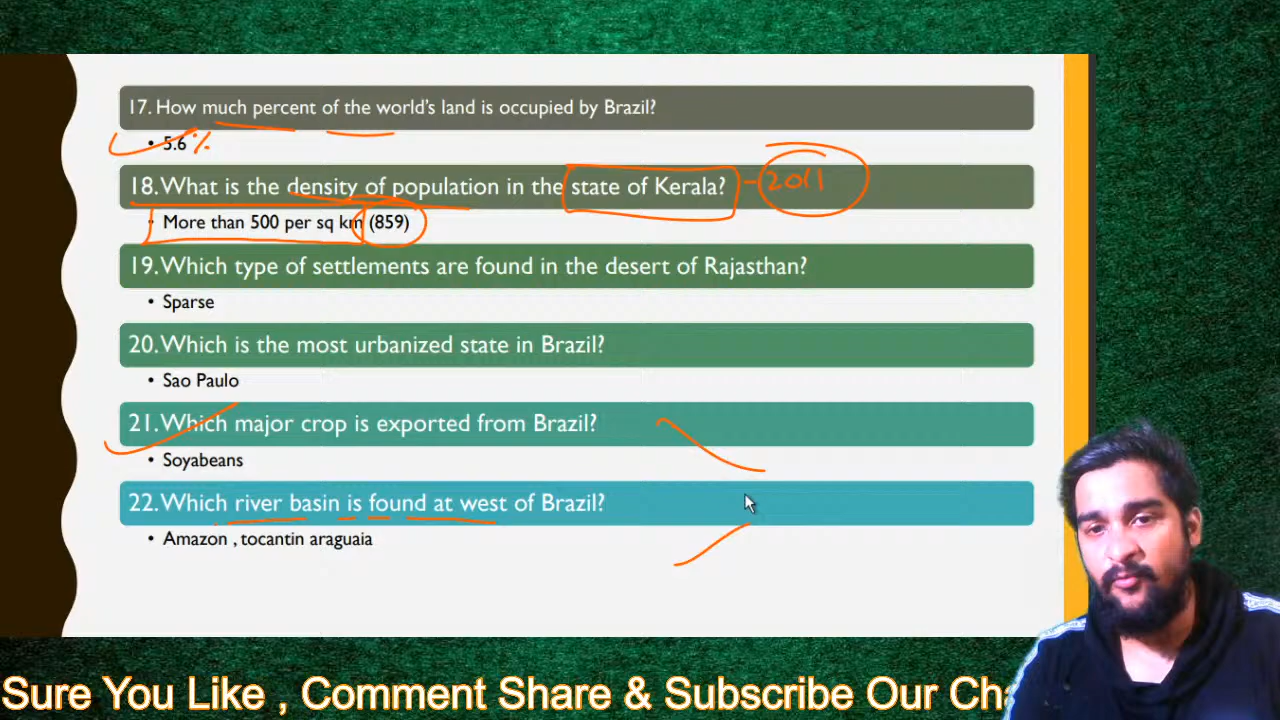 17. How much percent of the world's land is occupied by Brazil?
• 5.6 %
18. What is the density of population in the state of Kerala? - 2011
• More than 500 per sq km (859)
19. Which type of settlements are found in the desert of Rajasthan?
• Sparse
20. Which is the most urbanized state in Brazil?
• Sao Paulo
21. Which major crop is exported from Brazil?
• Soyabeans
22. Which river basin is found at west of Brazil?
• Amazon , tocantin araguaia
Sure You Like , Comment Share & Subscribe Our Cha